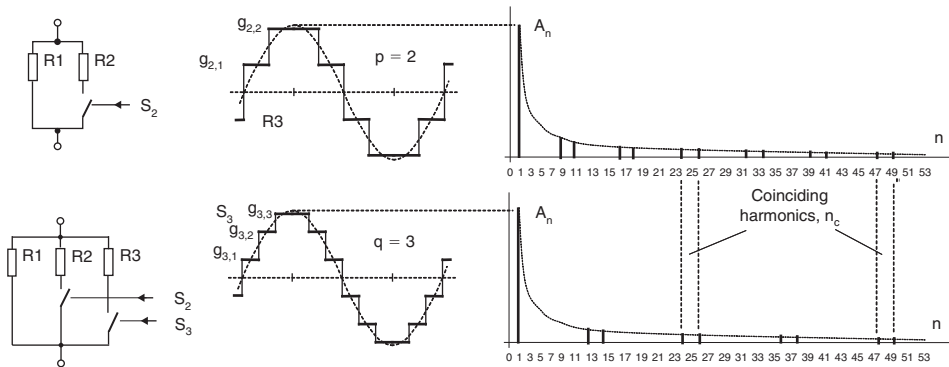 R1
R2
S2
g2,2
g2,1
p = 2
R3
An
n
0 1 3 5 7 9 11 13 15 17 19 21 23 25 27 29 31 33 35 37 39 41 43 45 47 49 51 53
Coinciding
harmonics, nc
R1
R2
R3
S2
S3
S3
g3,3
g3,2
g3,1
q = 3
An
n
0 1 3 5 7 9 11 13 15 17 19 21 23 25 27 29 31 33 35 37 39 41 43 45 47 49 51 53